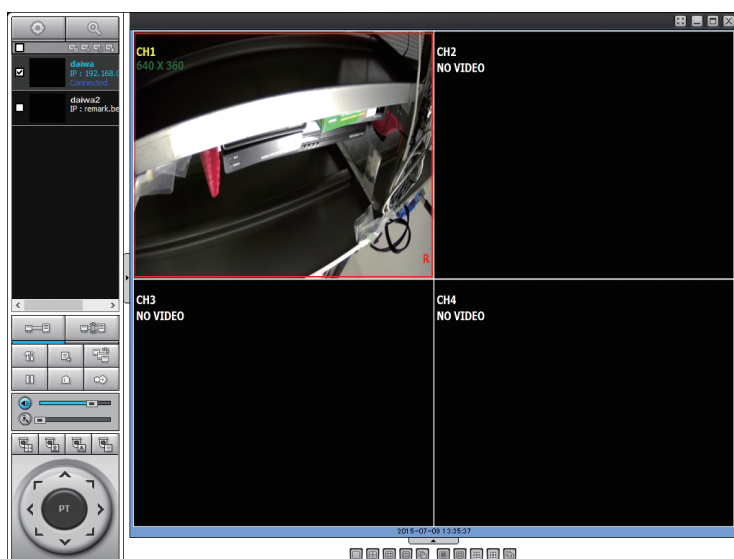 daiwa
IP : 192.168.0
Connected
daiwa2
IP : remark.be
CH1
640 X 360
R
CH2
NO VIDEO
CH3
NO VIDEO
CH4
NO VIDEO
PT
2015-07-09 13:35:37